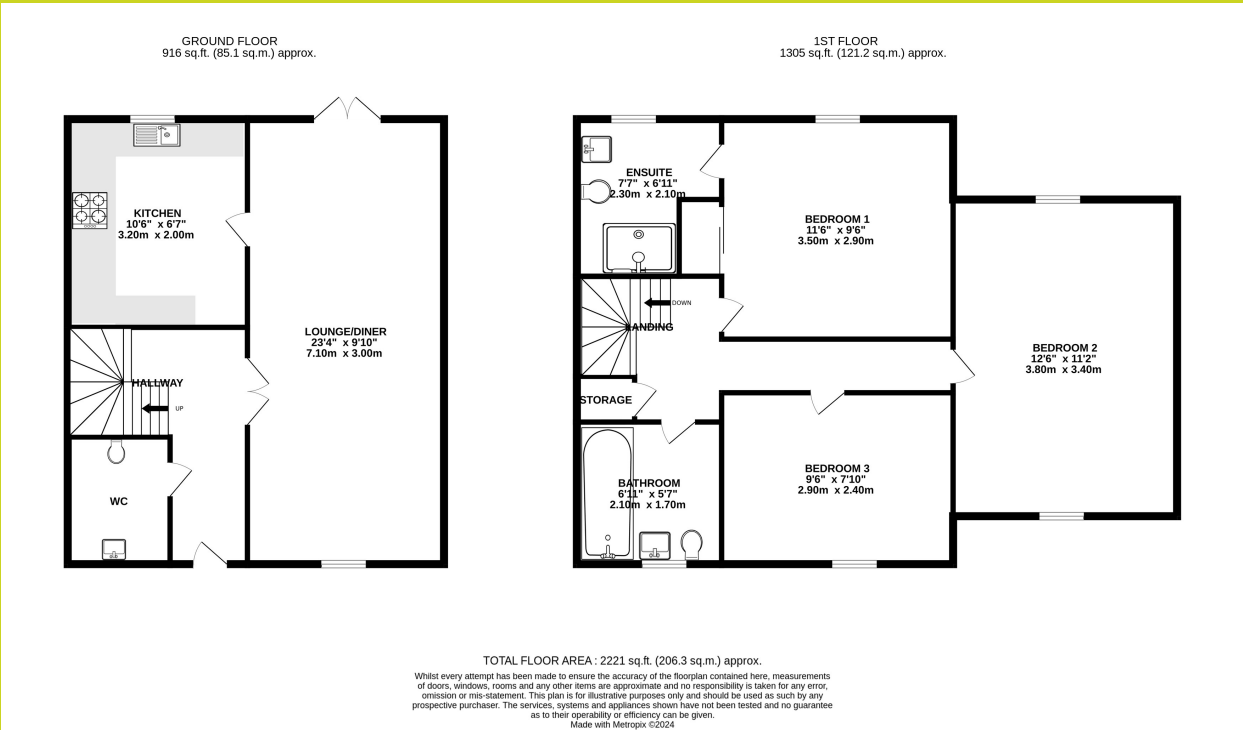 GROUND FLOOR
916 sq.ft. (85.1 sq.m.) approx.
1ST FLOOR
1305 sq.ft. (121.2 sq.m.) approx.
KITCHEN
10'6" x 6'7"
3.20m x 2.00m
LOUNGE/DINER
23'4" x 9'10"
7.10m x 3.00m
HALLWAY
UP
WC
ENSUITE
7'7" x 6'11"
2.30m x 2.10m
BEDROOM 1
11'6" x 9'6"
3.50m x 2.90m
DOWN
LANDING
BEDROOM 2
12'6" x 11'2"
3.80m x 3.40m
STORAGE
BATHROOM
6'11" x 5'7"
2.10m x 1.70m
BEDROOM 3
9'6" x 7'10"
2.90m x 2.40m
TOTAL FLOOR AREA : 2221 sq.ft. (206.3 sq.m.) approx.
Whilst every attempt has been made to ensure the accuracy of the floorplan contained here, measurements
of doors, windows, rooms and any other items are approximate and no responsibility is taken for any error,
omission or mis-statement. This plan is for illustrative purposes only and should be used as such by any
prospective purchaser. The services, systems and appliances shown have not been tested and no guarantee
as to their operability or efficiency can be given.
Made with Metropix ©2024